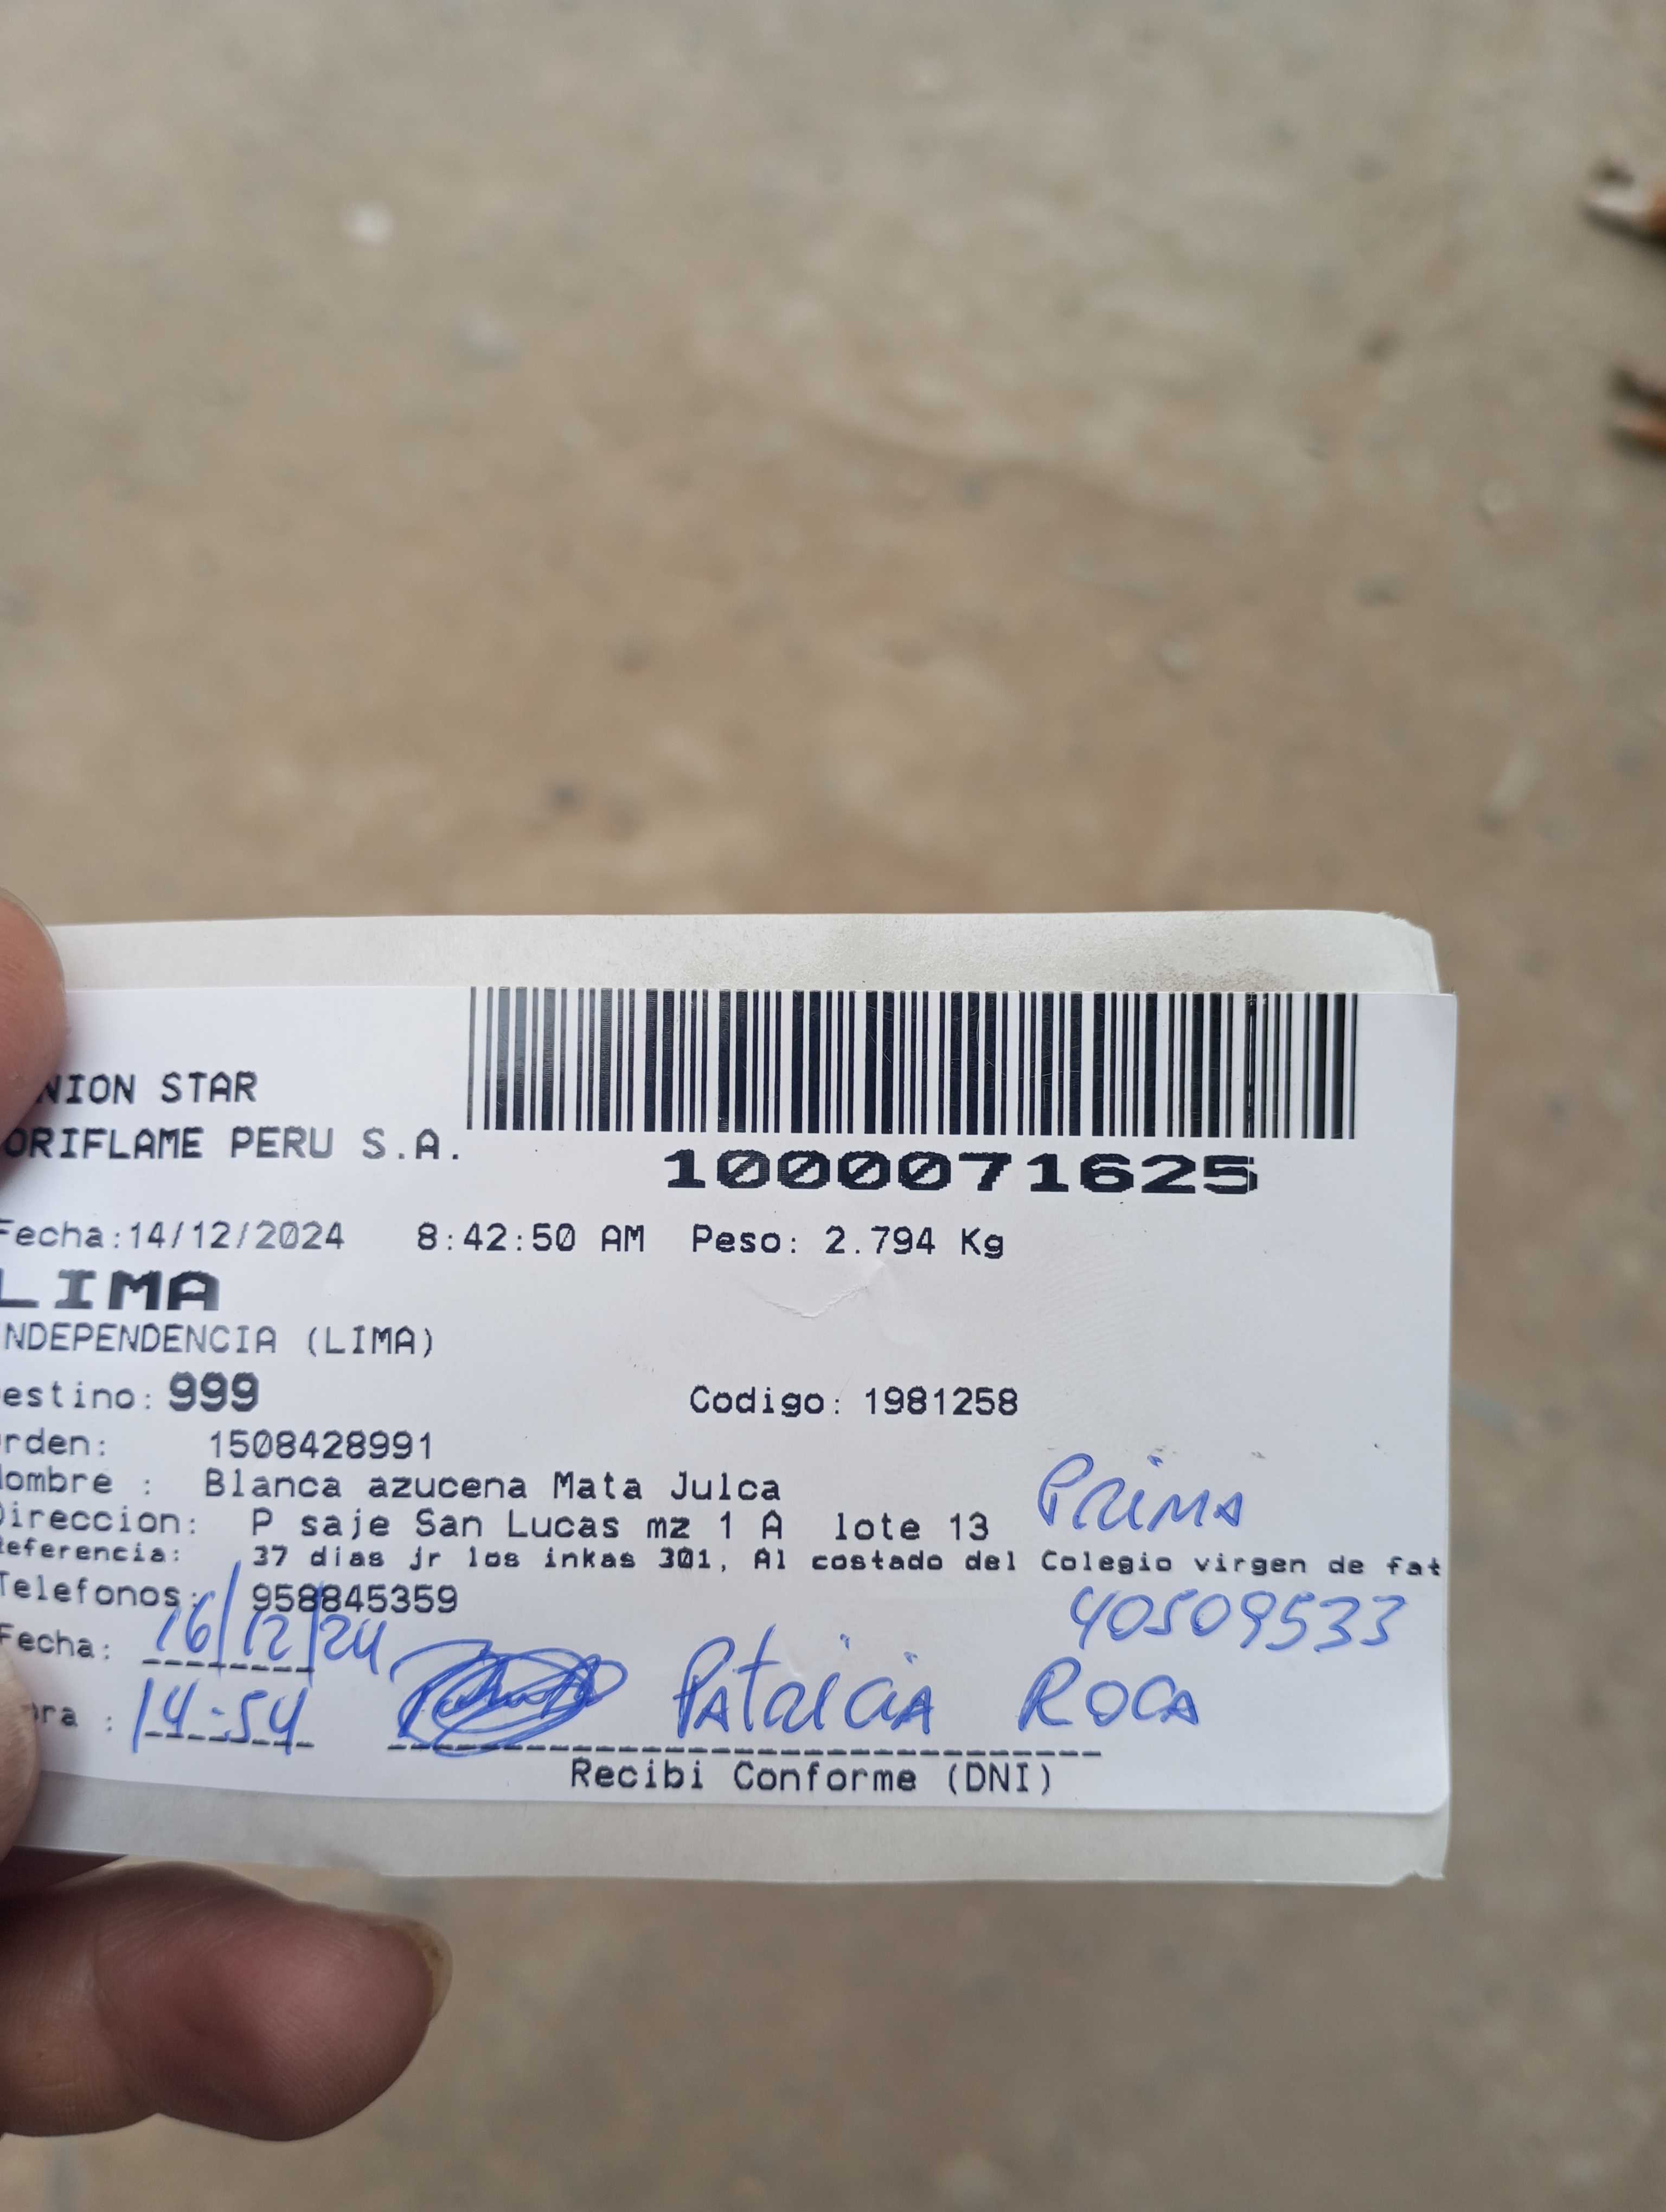 NION STAR
ORIFLAME PERU S.A.
1000071625
Fecha:14/12/2024 8:42:50 AM Peso: 2.794 Kg
LIMA
NDEPENDENCIA (LIMA)
estino: 999 Codigo: 1981258
rden: 1508428991
ombre : Blanca azucena Mata Julca
Direccion: P saje San Lucas mz 1 A lote 13 PRIMA
Referencia: 37 dias jr los inkas 301, Al costado del Colegio virgen de fat
Telefonos: 958845359
40509533
Fecha: 16/12/24
ora : 14:54 PAtRiCiA ROCA
Recibi Conforme (DNI)